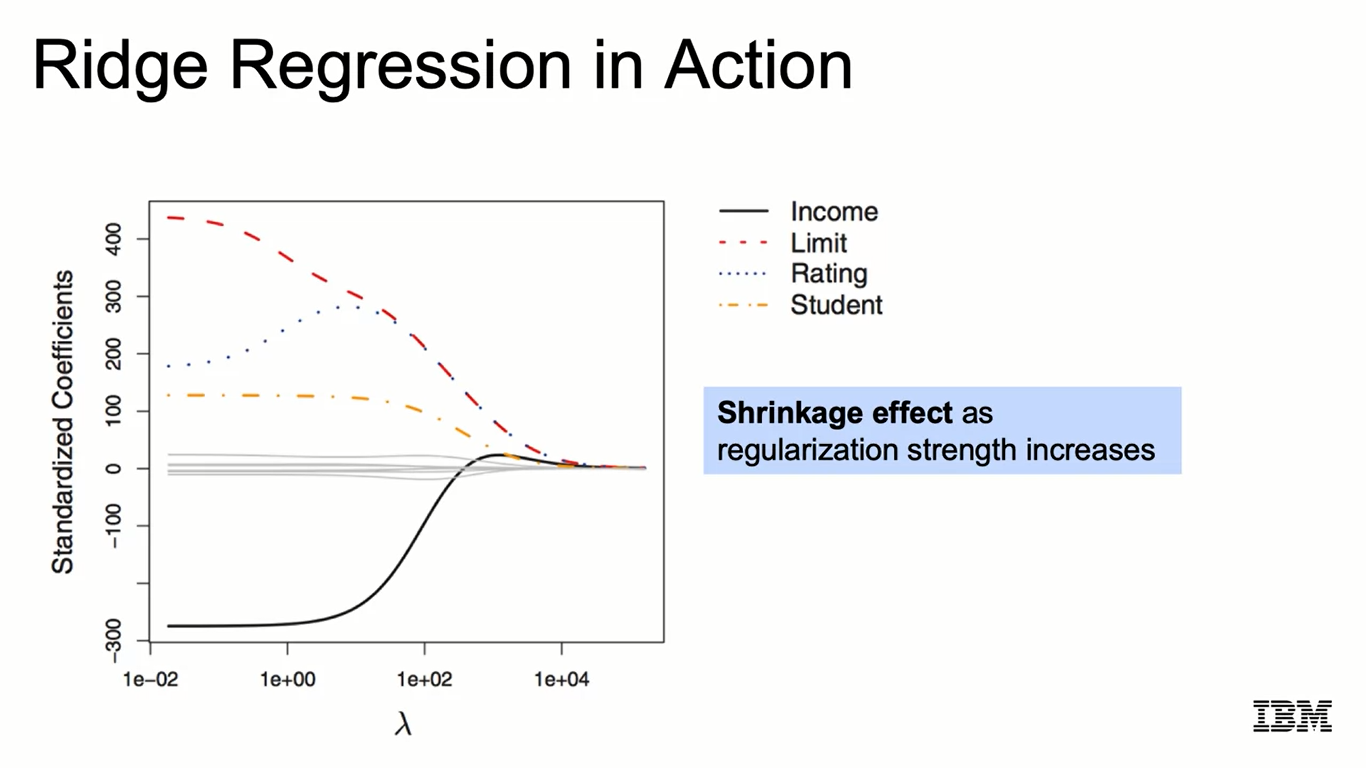 Ridge Regression in Action
Standardized Coefficients
400
300
200
100
0
−100
−300
1e−02
1e+00
1e+02
1e+04
λ
Income
Limit
Rating
Student
Shrinkage effect as
regularization strength increases
IBM